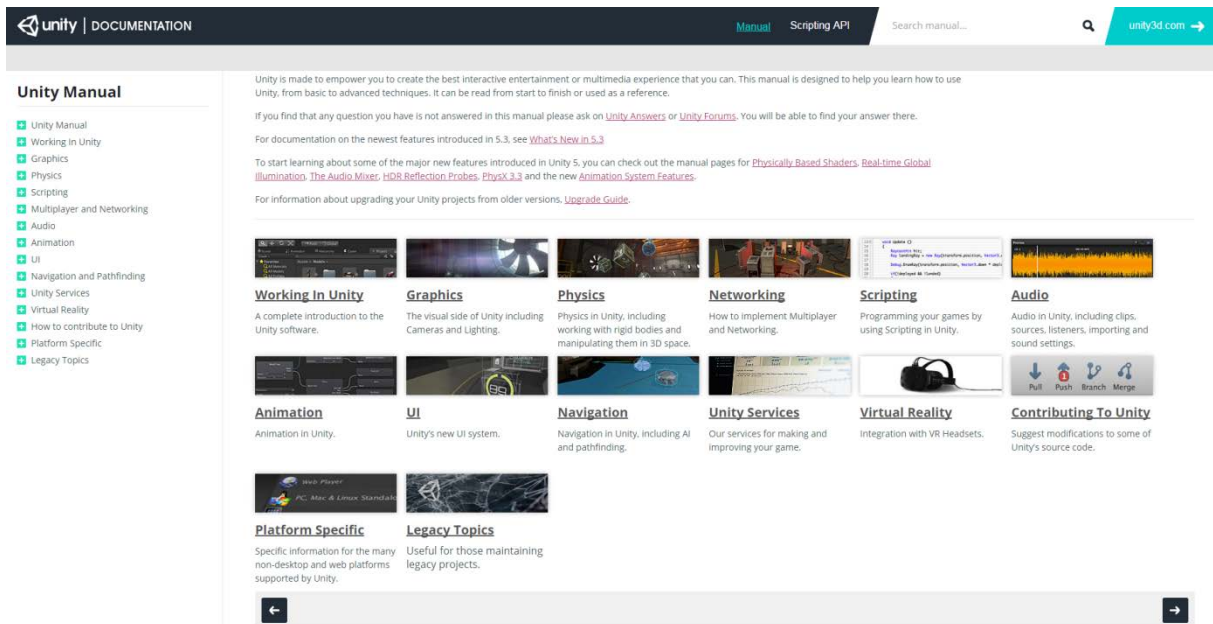 unity | DOCUMENTATION
Manual
Scripting API
Search manual...
unity3d.com
Unity Manual
Unity Manual
Working In Unity
Graphics
Physics
Scripting
Multiplayer and Networking
Audio
Animation
UI
Navigation and Pathfinding
Unity Services
Virtual Reality
How to contribute to Unity
Platform Specific
Legacy Topics
Unity is made to empower you to create the best interactive entertainment or multimedia experience that you can. This manual is designed to help you learn how to use
Unity, from basic to advanced techniques. It can be read from start to finish or used as a reference.
If you find that any question you have is not answered in this manual please ask on Unity Answers or Unity Forums. You will be able to find your answer there.
For documentation on the newest features introduced in 5.3, see What's New in 5.3
To start learning about some of the major new features introduced in Unity 5, you can check out the manual pages for Physically Based Shaders, Real-time Global
Illumination, The Audio Mixer, HDR Reflection Probes, PhysX 3.3 and the new Animation System Features.
For information about upgrading your Unity projects from older versions, Upgrade Guide.
Working In Unity
A complete introduction to the
Unity software.
Graphics
The visual side of Unity including
Cameras and Lighting.
Physics
Physics in Unity, including
working with rigid bodies and
manipulating them in 3D space.
Networking
How to implement Multiplayer
and Networking.
void update ()
Scripting
Programming your games by
using Scripting in Unity.
Audio
Audio in Unity, including clips,
sources, listeners, importing and
sound settings.
Animation
Animation in Unity.
UI
Unity's new UI system.
Navigation
Navigation in Unity, including AI
and pathfinding.
Unity Services
Our services for making and
improving your game.
Virtual Reality
Integration with VR Headsets.
1
Pull Push Branch Merge
Contributing To Unity
Suggest modifications to some of
Unity's source code.
Web Player
PC, Mac & Linux Standalo
Platform Specific
Specific information for the many
non-desktop and web platforms
supported by Unity.
Legacy Topics
Useful for those maintaining
legacy projects.